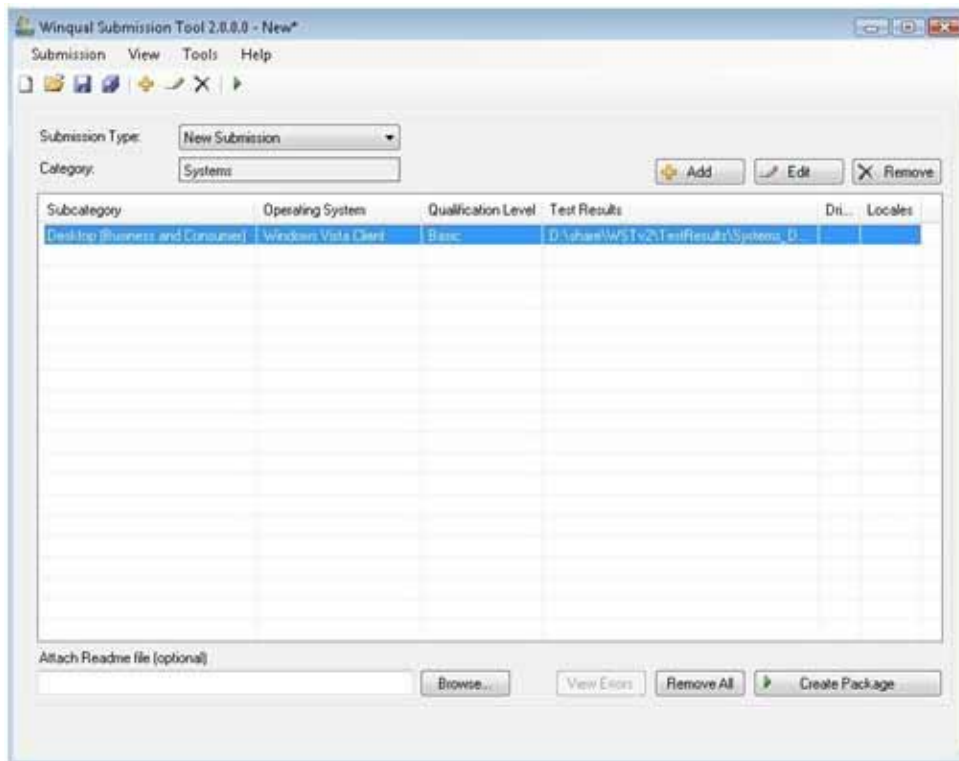 Winqual Submission Tool 2.0.0.0 - New*
Submission View Tools Help
Submission Type: New Submission
Category: Systems Add Edit Remove
Subcategory Operating System Qualification Level Test Results Dri... Locales
Desktop (Business and Consumer) Windows Vista Client Basic D:\share\WSTv2\TestResults\Systems_D...
Attach Readme file (optional)
Browse... View Errors Remove All Create Package